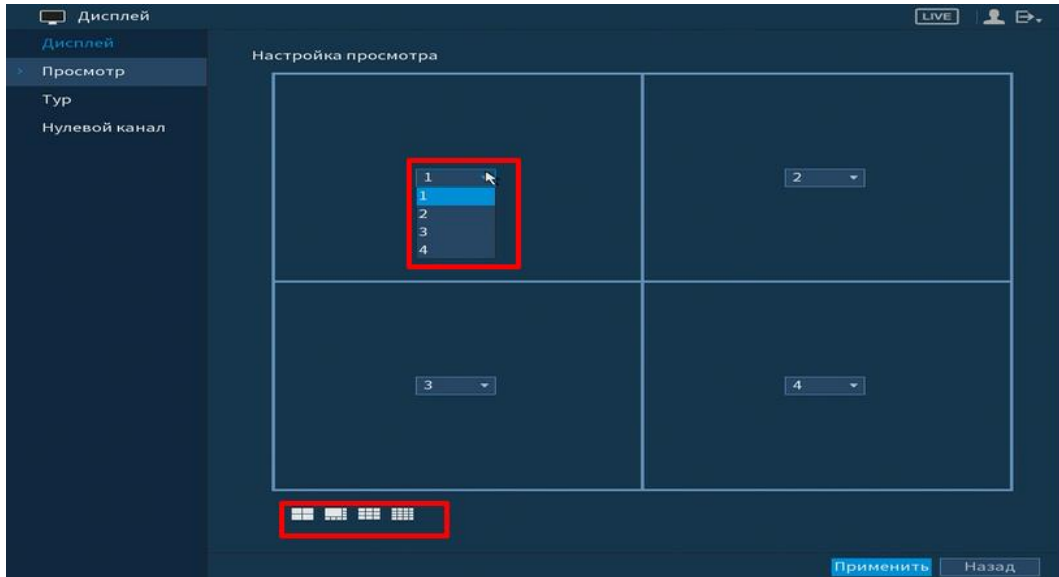 Дисплей
LIVE
Дисплей
Просмотр
Тур
Нулевой канал
Настройка просмотра
1
1
2
3
4
2
3
4
Применить
Назад